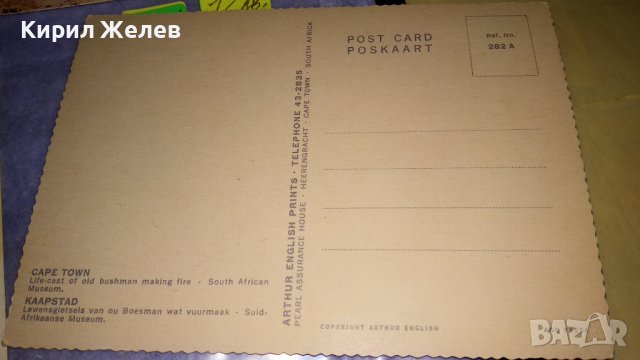 Кирил Желев
POST CARD
POSKAART
Ref. No.
282 A
ARTHUR ENGLISH PRINTS · TELEPHONE 43-2835
PEARL ASSURANCE HOUSE · HEERENGRACHT · CAPE TOWN · SOUTH AFRICA
CAPE TOWN
Life-cast of old bushman making fire - South African
Museum.
KAAPSTAD
Lewensgietsels van ou Boesman wat vuurmaak - Suid-
Afrikaanse Museum.
COPYRIGHT ARTHUR ENGLISH
BAZAR